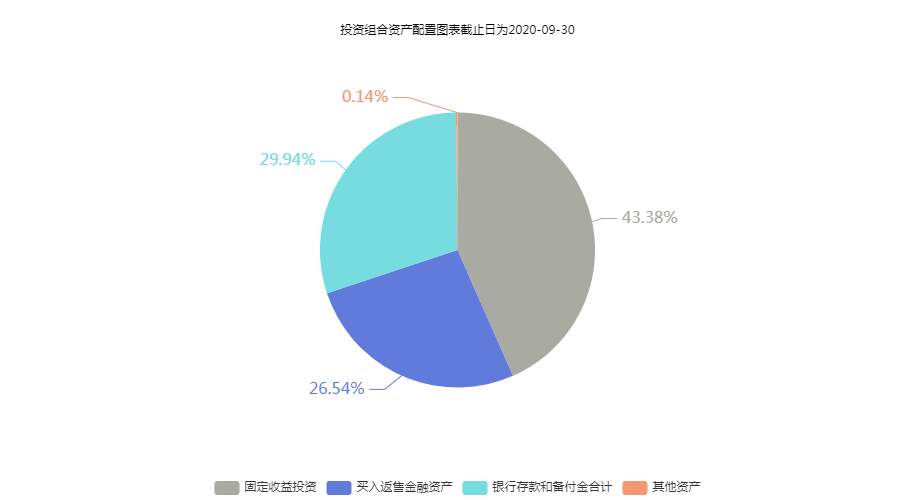 投资组合资产配置图表截止日为2020-09-30
0.14%
29.94%
43.38%
26.54%
固定收益投资 买入返售金融资产 银行存款和备付金合计 其他资产